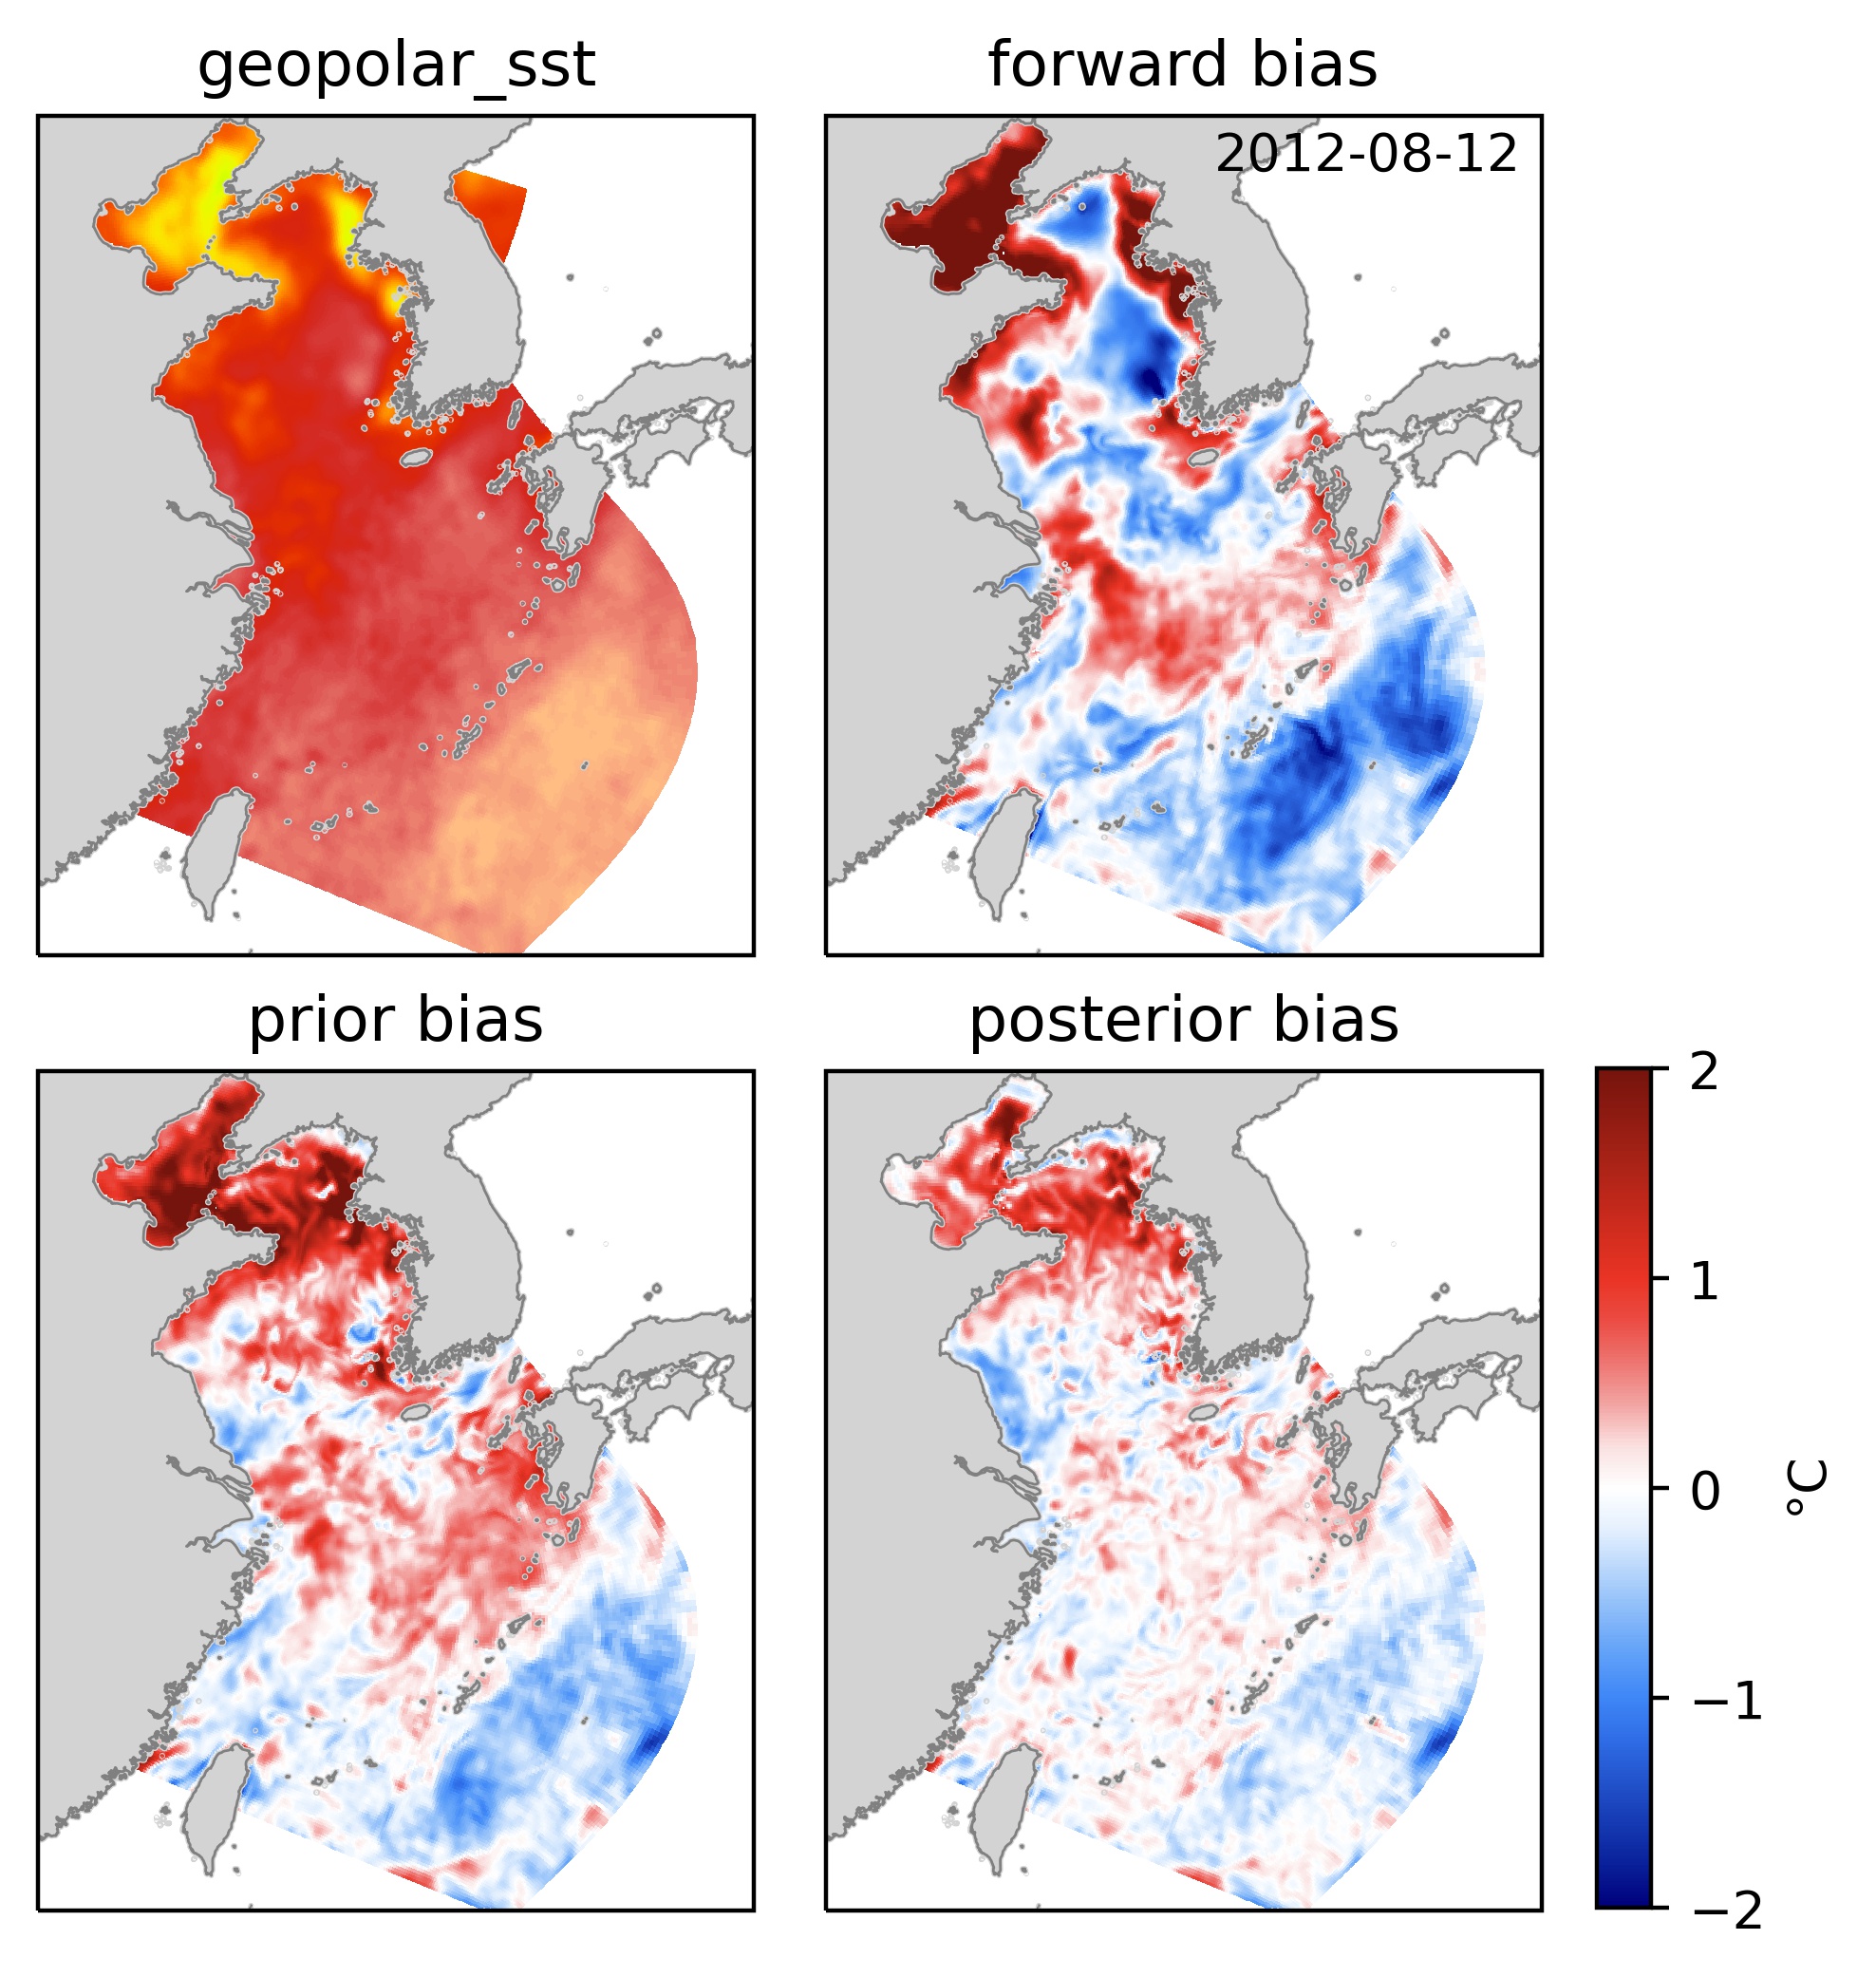 geopolar_sst
forward bias
2012-08-12
prior bias
posterior bias
2
1
0
−1
−2
°C